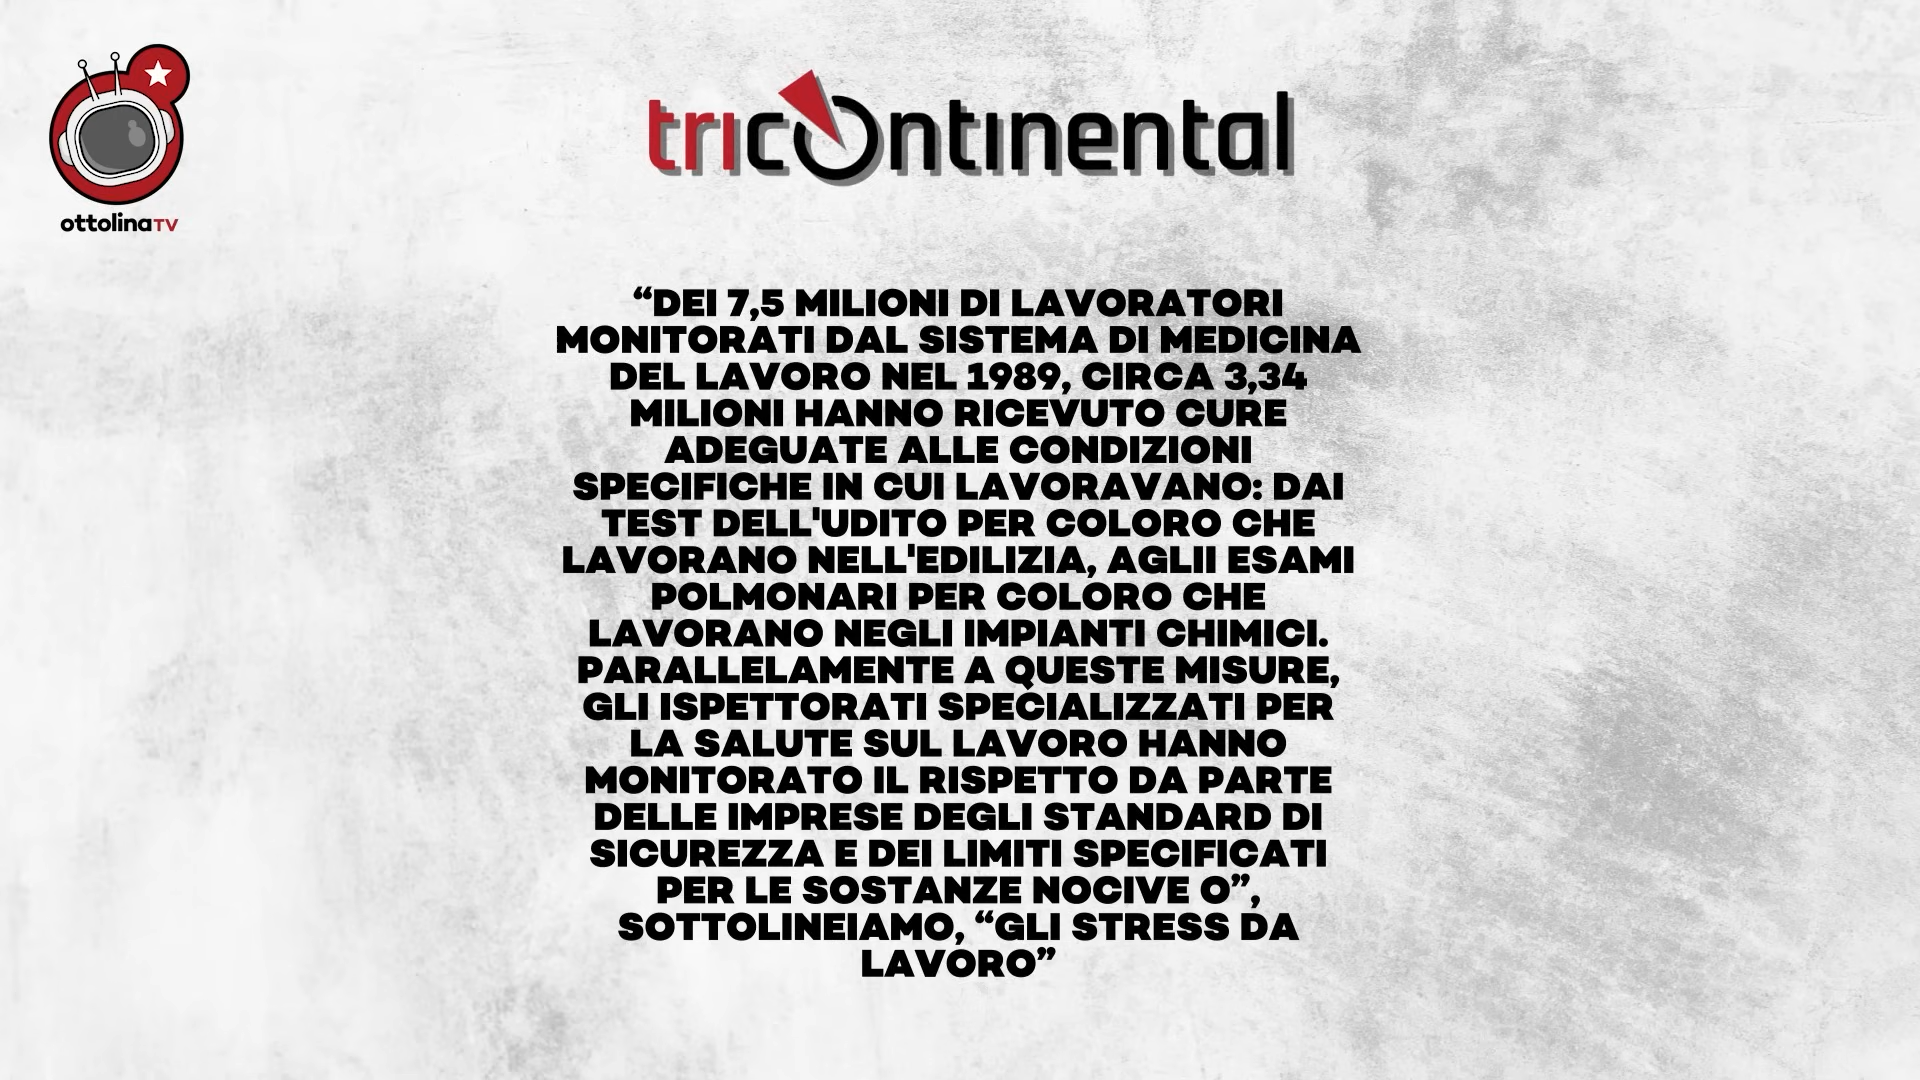 ottolinaTV
tricontinental
“DEI 7,5 MILIONI DI LAVORATORI
MONITORATI DAL SISTEMA DI MEDICINA
DEL LAVORO NEL 1989, CIRCA 3,34
MILIONI HANNO RICEVUTO CURE
ADEGUATE ALLE CONDIZIONI
SPECIFICHE IN CUI LAVORAVANO: DAI
TEST DELL'UDITO PER COLORO CHE
LAVORANO NELL'EDILIZIA, AGLII ESAMI
POLMONARI PER COLORO CHE
LAVORANO NEGLI IMPIANTI CHIMICI.
PARALLELAMENTE A QUESTE MISURE,
GLI ISPETTORATI SPECIALIZZATI PER
LA SALUTE SUL LAVORO HANNO
MONITORATO IL RISPETTO DA PARTE
DELLE IMPRESE DEGLI STANDARD DI
SICUREZZA E DEI LIMITI SPECIFICATI
PER LE SOSTANZE NOCIVE O”,
SOTTOLINEIAMO, “GLI STRESS DA
LAVORO”